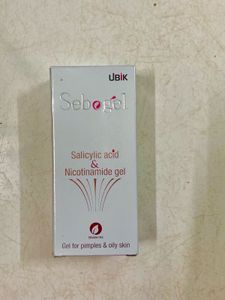 UBIK
Sebogel
Salicylic acid
&
Nicotinamide gel
Gel for pimples & oily skin